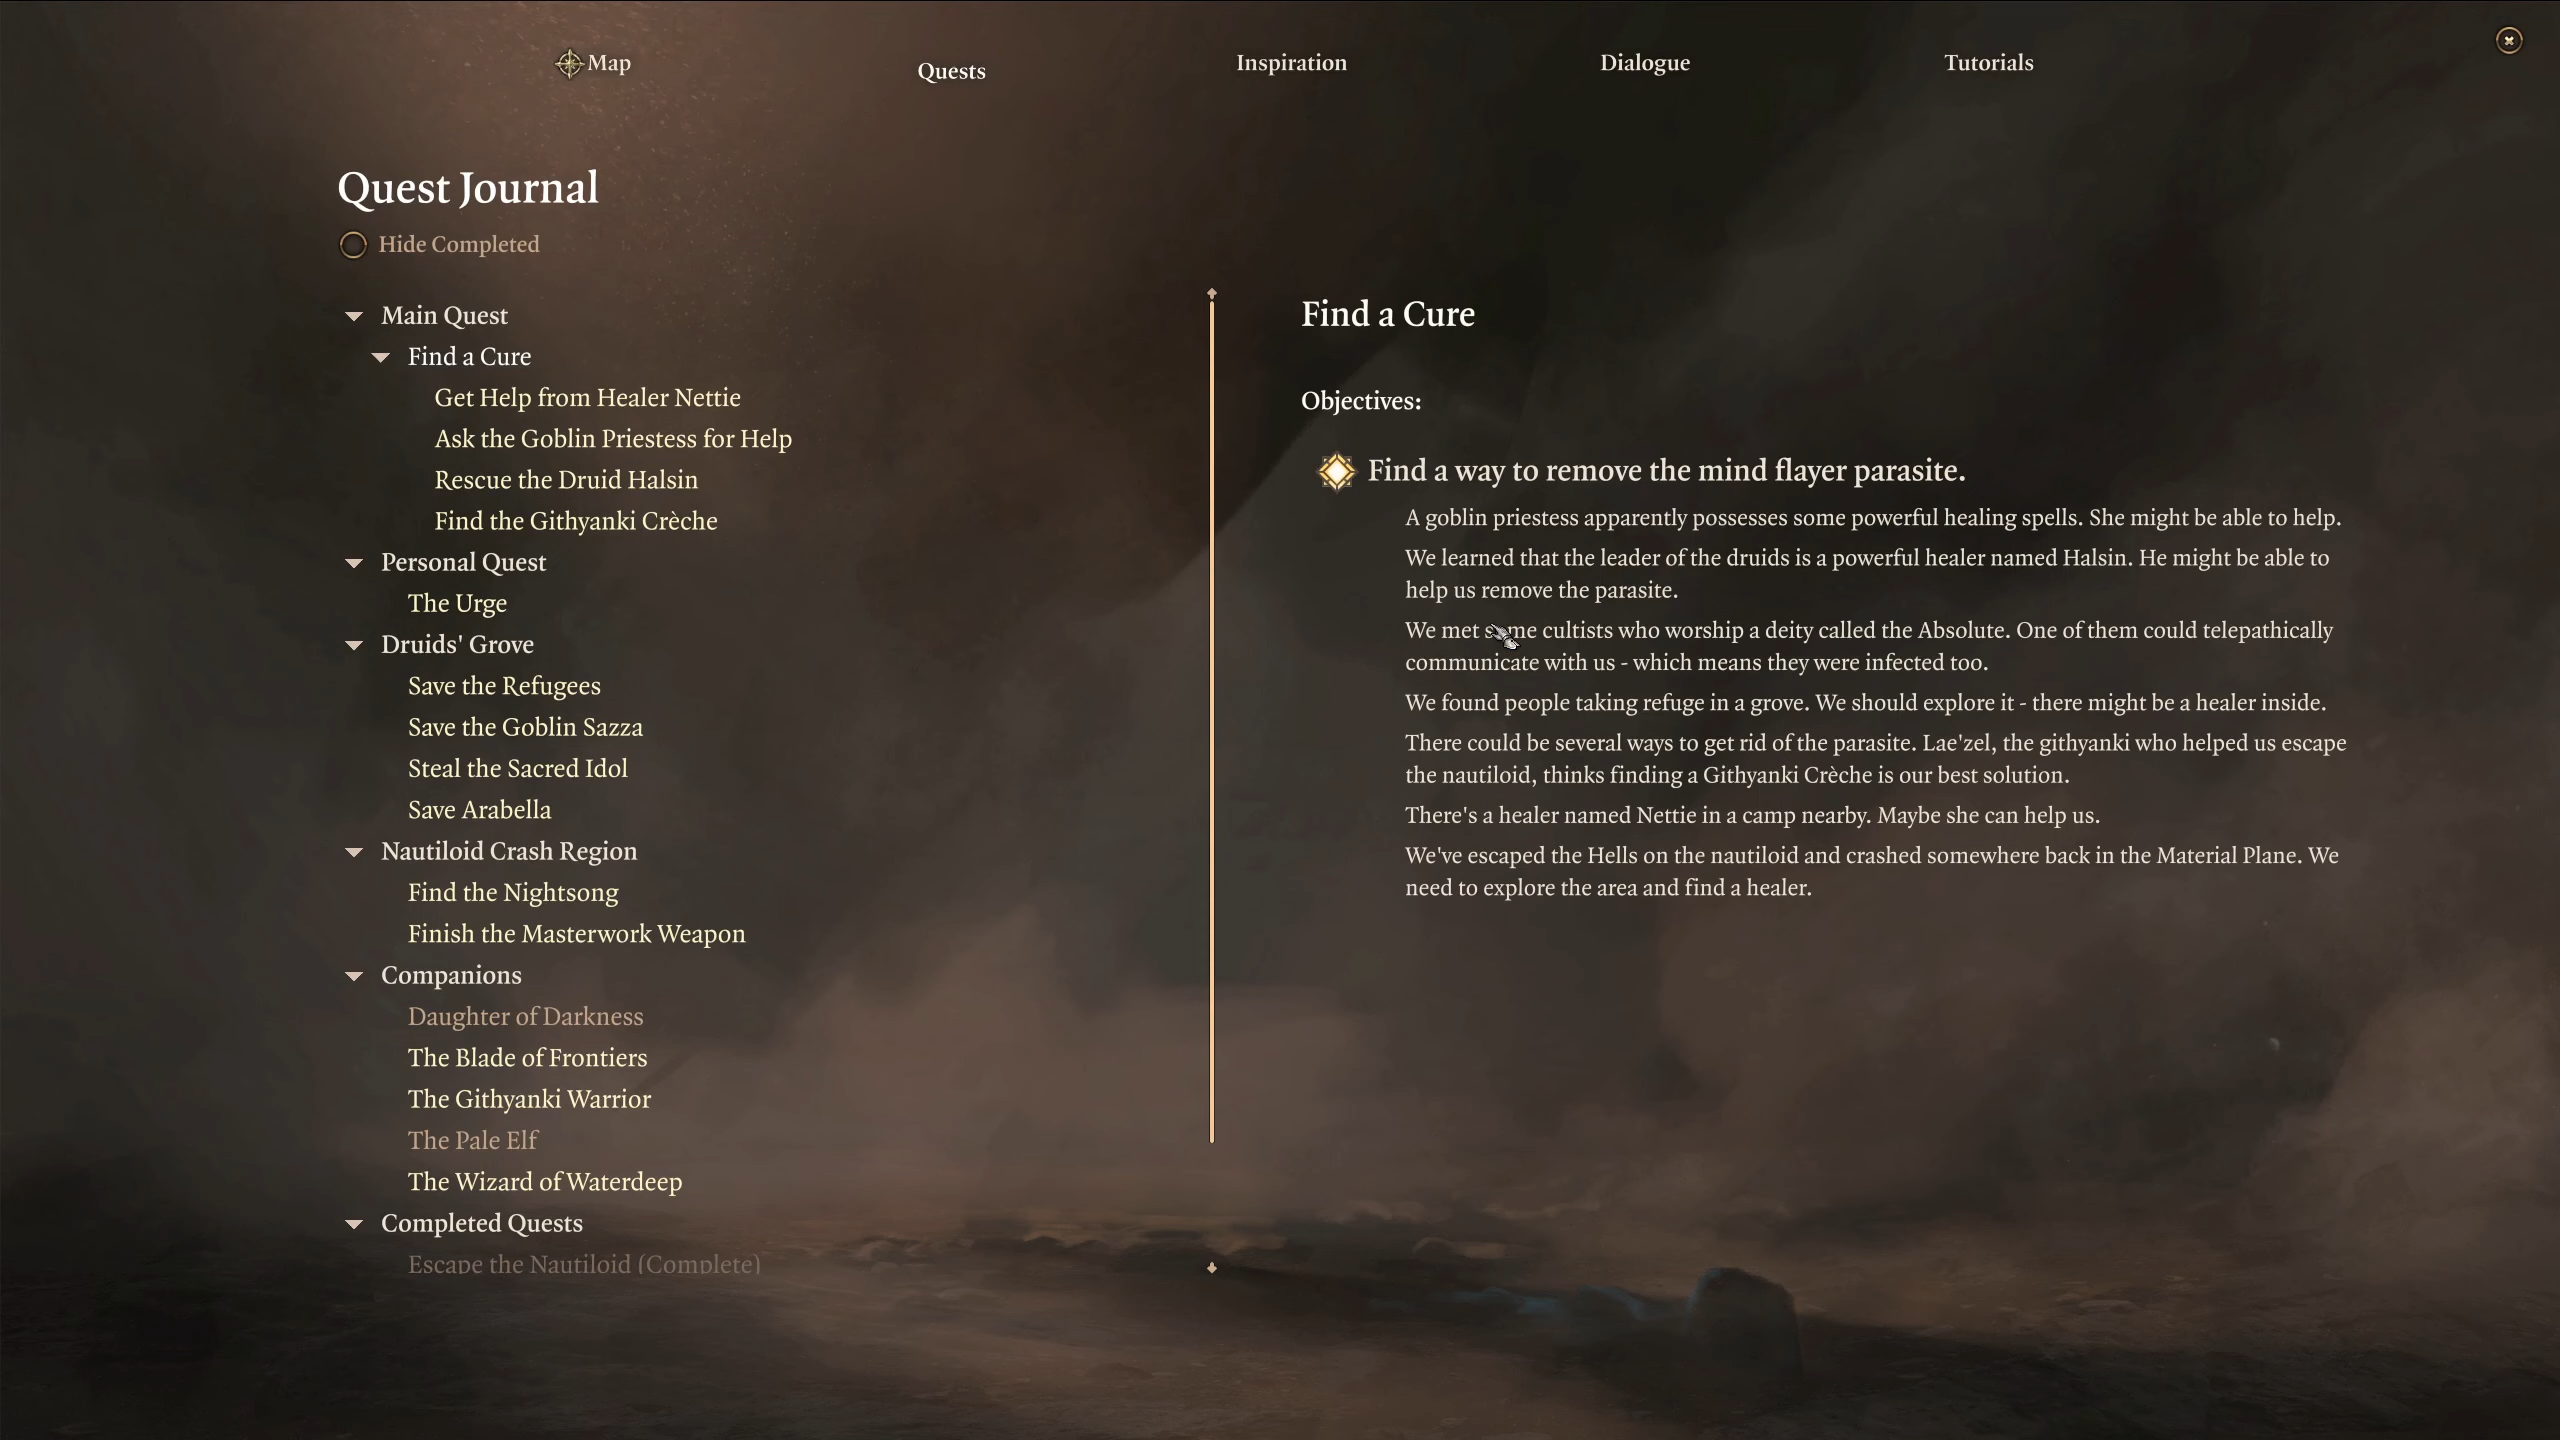 Map
Quests
Inspiration
Dialogue
Tutorials
Quest Journal
Hide Completed
Main Quest
Find a Cure
Get Help from Healer Nettie
Ask the Goblin Priestess for Help
Rescue the Druid Halsin
Find the Githyanki Crèche
Personal Quest
The Urge
Druids' Grove
Save the Refugees
Save the Goblin Sazza
Steal the Sacred Idol
Save Arabella
Nautiloid Crash Region
Find the Nightsong
Finish the Masterwork Weapon
Companions
Daughter of Darkness
The Blade of Frontiers
The Githyanki Warrior
The Pale Elf
The Wizard of Waterdeep
Completed Quests
Escape the Nautiloid (Complete)
Find a Cure
Objectives:
Find a way to remove the mind flayer parasite.
A goblin priestess apparently possesses some powerful healing spells. She might be able to help.
We learned that the leader of the druids is a powerful healer named Halsin. He might be able to
help us remove the parasite.
We met some cultists who worship a deity called the Absolute. One of them could telepathically
communicate with us - which means they were infected too.
We found people taking refuge in a grove. We should explore it - there might be a healer inside.
There could be several ways to get rid of the parasite. Lae'zel, the githyanki who helped us escape
the nautiloid, thinks finding a Githyanki Crèche is our best solution.
There's a healer named Nettie in a camp nearby. Maybe she can help us.
We've escaped the Hells on the nautiloid and crashed somewhere back in the Material Plane. We
need to explore the area and find a healer.